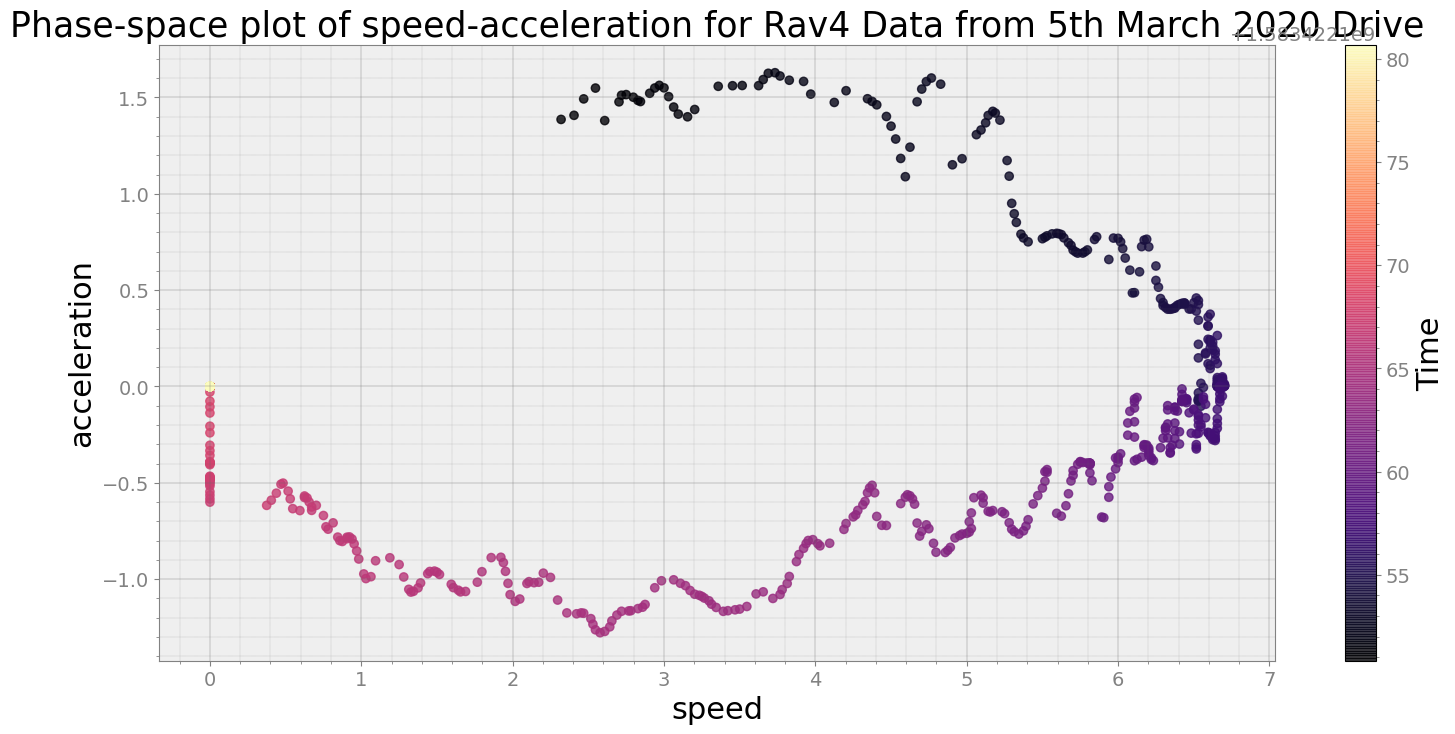 Phase-space plot of speed-acceleration for Rav4 Data from 5th March 2020 Drive
+1.5834221e9
80
75
70
65
60
55
Time
1.5
1.0
0.5
0.0
−0.5
−1.0
acceleration
0 1 2 3 4 5 6 7
speed